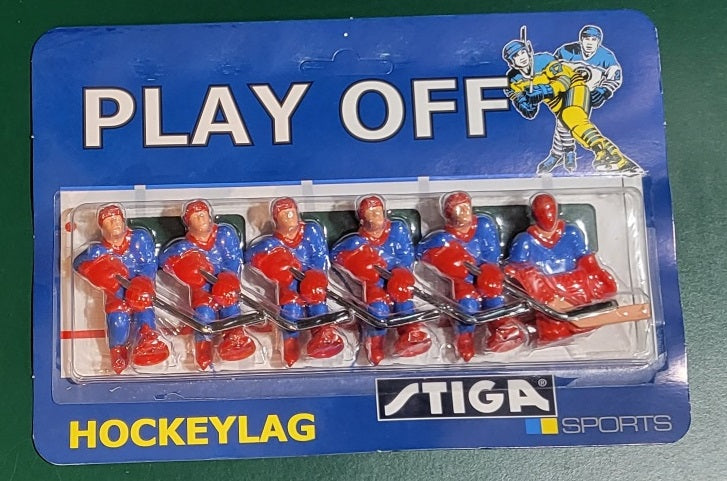 PLAY OFF
STIGA®
HOCKEYLAG
SPORTS